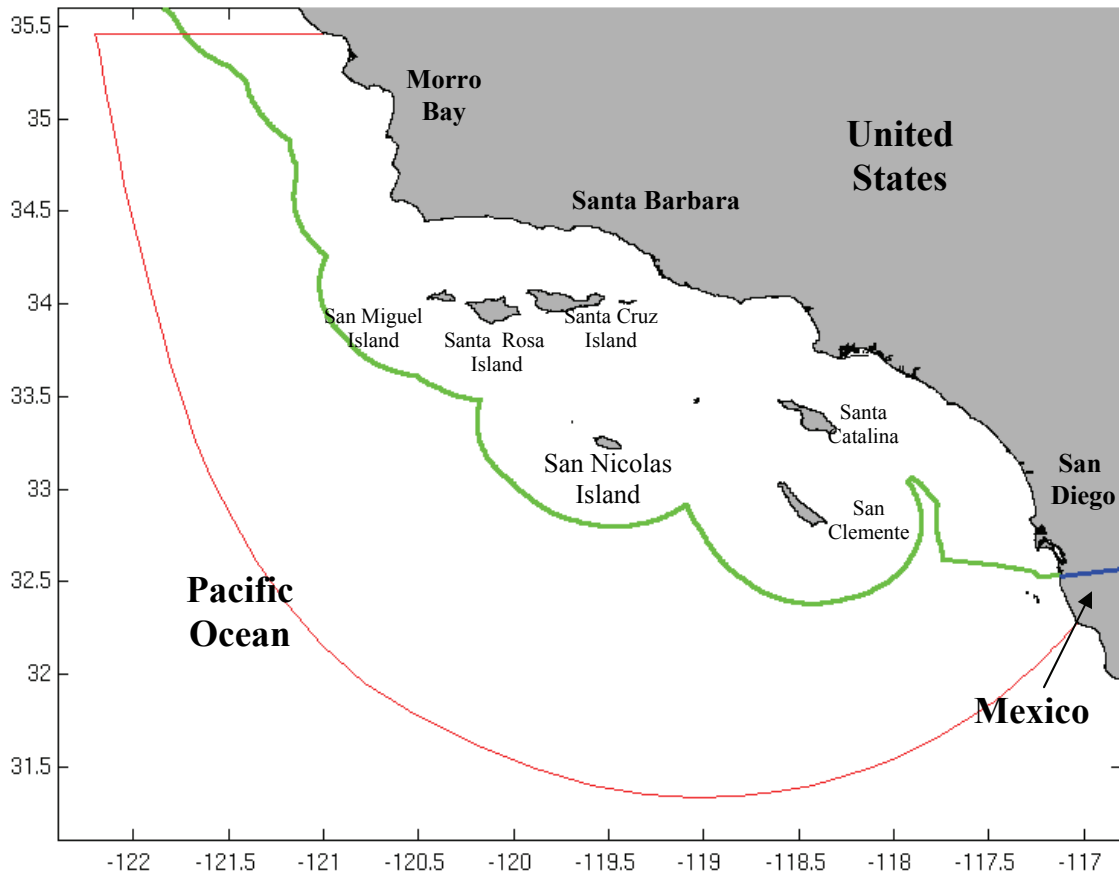 35.5
35
34.5
34
33.5
33
32.5
32
31.5
Morro
Bay
United
States
Santa Barbara
San Miguel
Island
Santa Rosa
Island
Santa Cruz
Island
Santa
Catalina
San Nicolas
Island
San
Clemente
San
Diego
Pacific
Ocean
Mexico
-122
-121.5
-121
-120.5
-120
-119.5
-119
-118.5
-118
-117.5
-117